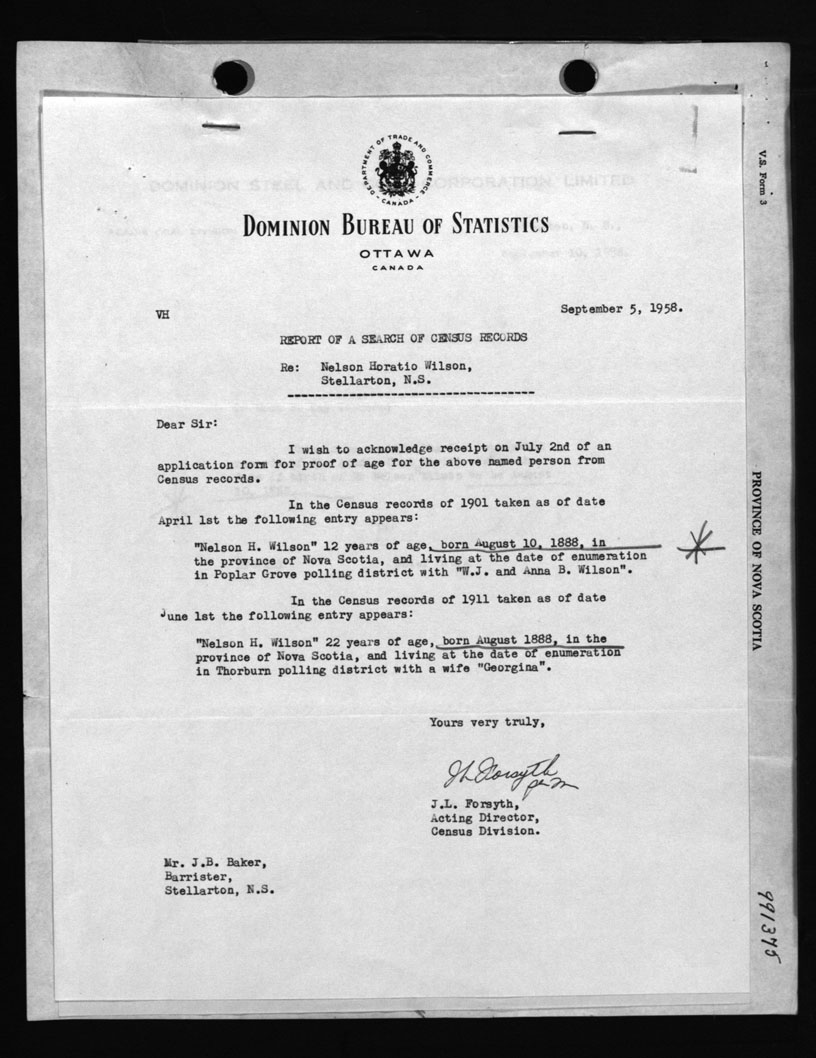 DEPARTMENT OF TRADE AND COMMERCE
- CANADA -
DOMINION STEEL AND CORPORATION LIMITED
DOMINION BUREAU OF STATISTICS
OTTAWA
CANADA
VH
September 5, 1958.
REPORT OF A SEARCH OF CENSUS RECORDS
Re: Nelson Horatio Wilson,
Stellarton, N.S.
Dear Sir:
I wish to acknowledge receipt on July 2nd of an
application form for proof of age for the above named person from
Census records.
In the Census records of 1901 taken as of date
April 1st the following entry appears:
"Nelson H. Wilson" 12 years of age, born August 10, 1888, in
the province of Nova Scotia, and living at the date of enumeration
in Poplar Grove polling district with "W.J. and Anna B. Wilson".
In the Census records of 1911 taken as of date
June 1st the following entry appears:
"Nelson H. Wilson" 22 years of age, born August 1888, in the
province of Nova Scotia, and living at the date of enumeration
in Thorburn polling district with a wife "Georgina".
Yours very truly,
JL Forsyth
per m
J.L. Forsyth,
Acting Director,
Census Division.
Mr. J.B. Baker,
Barrister,
Stellarton, N.S.
V.S. Form 3
PROVINCE OF NOVA SCOTIA
991375